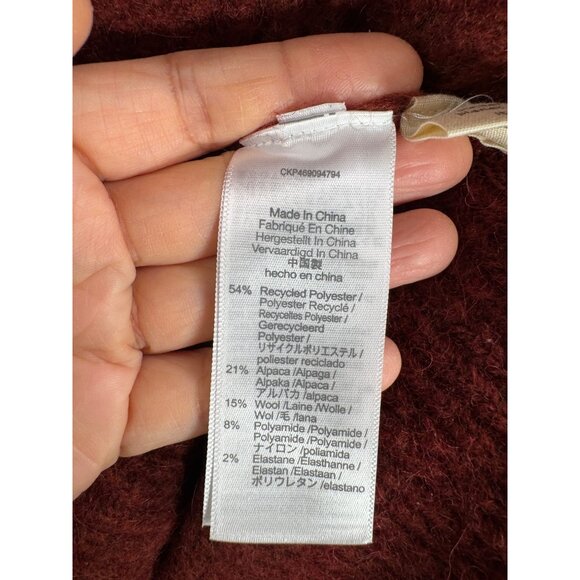 CKP469094794
Made In China
Fabriqué En Chine
Hergestellt In China
Vervaardigd In China
中国製
hecho en china
54% Recycled Polyester /
Polyester Recyclé /
Recyceltes Polyester /
Gerecycleerd
Polyester /
リサイクルポリエステル /
poliester reciclado
21% Alpaca /Alpaga /
Alpaka /Alpaca /
アルパカ /alpaca
15% Wool /Laine /Wolle /
Wol /毛 /lana
8% Polyamide /Polyamide /
Polyamide /Polyamide /
ナイロン /poliamida
2% Elastane /Elasthanne /
Elastan /Elastaan /
ポリウレタン /elastano